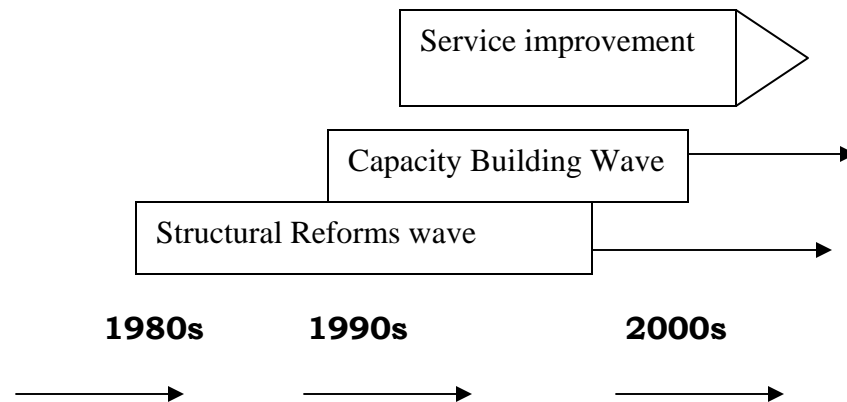 Service improvement
Capacity Building Wave
Structural Reforms wave
1980s 1990s 2000s